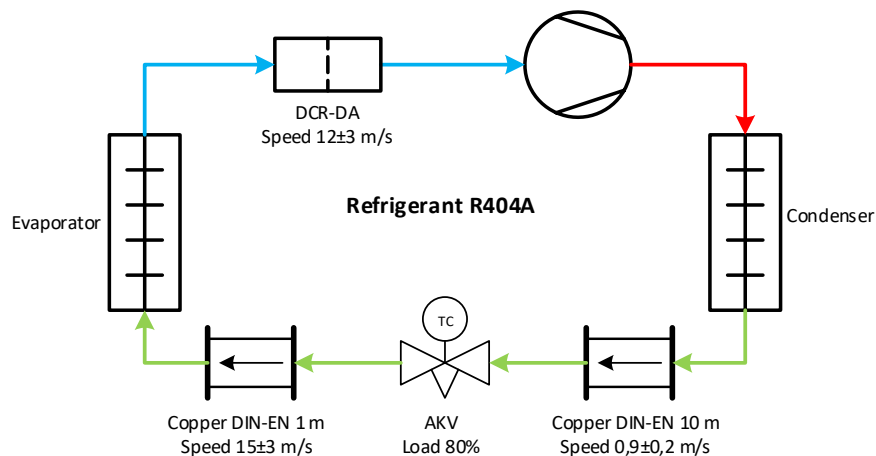 DCR-DA
Speed 12±3 m/s
Refrigerant R404A
Evaporator
Condenser
TC
Copper DIN-EN 1 m
Speed 15±3 m/s
AKV
Load 80%
Copper DIN-EN 10 m
Speed 0,9±0,2 m/s